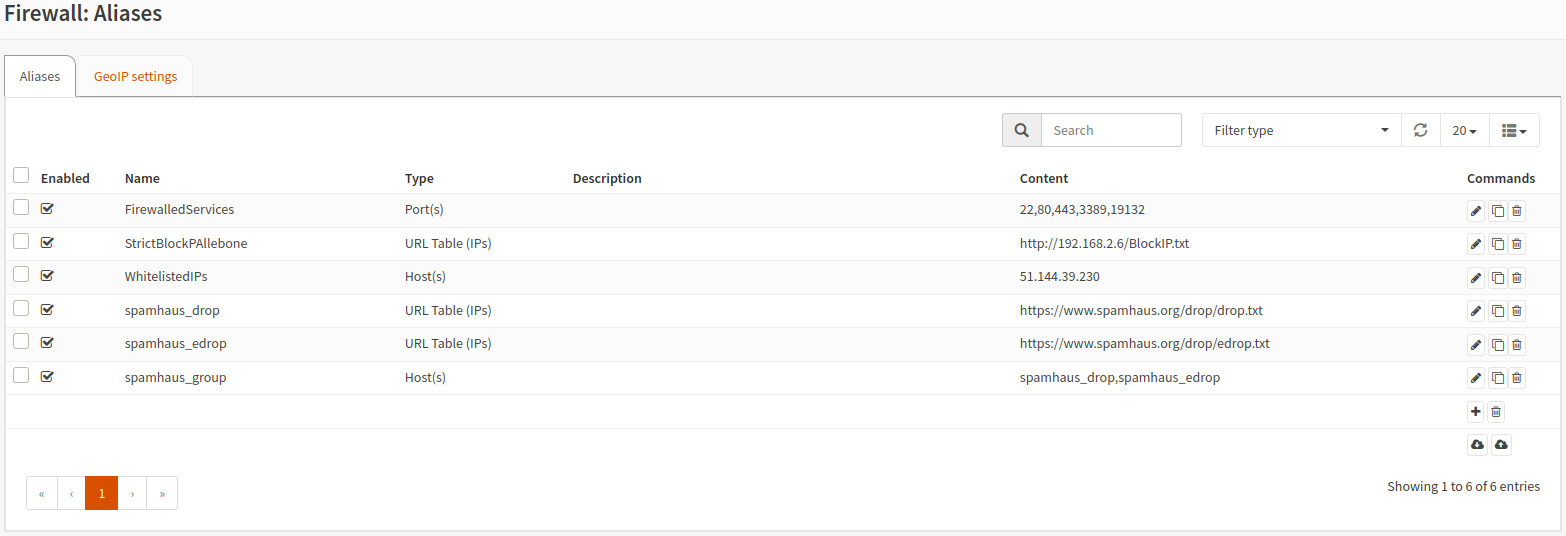 Firewall: Aliases
Aliases GeoIP settings
Search Filter type 20
Enabled Name Type Description Content Commands
FirewalledServices Port(s) 22,80,443,3389,19132
StrictBlockPAllebone URL Table (IPs) http://192.168.2.6/BlockIP.txt
WhitelistedIPs Host(s) 51.144.39.230
spamhaus_drop URL Table (IPs) https://www.spamhaus.org/drop/drop.txt
spamhaus_edrop URL Table (IPs) https://www.spamhaus.org/drop/edrop.txt
spamhaus_group Host(s) spamhaus_drop,spamhaus_edrop
« ‹ 1 › » Showing 1 to 6 of 6 entries